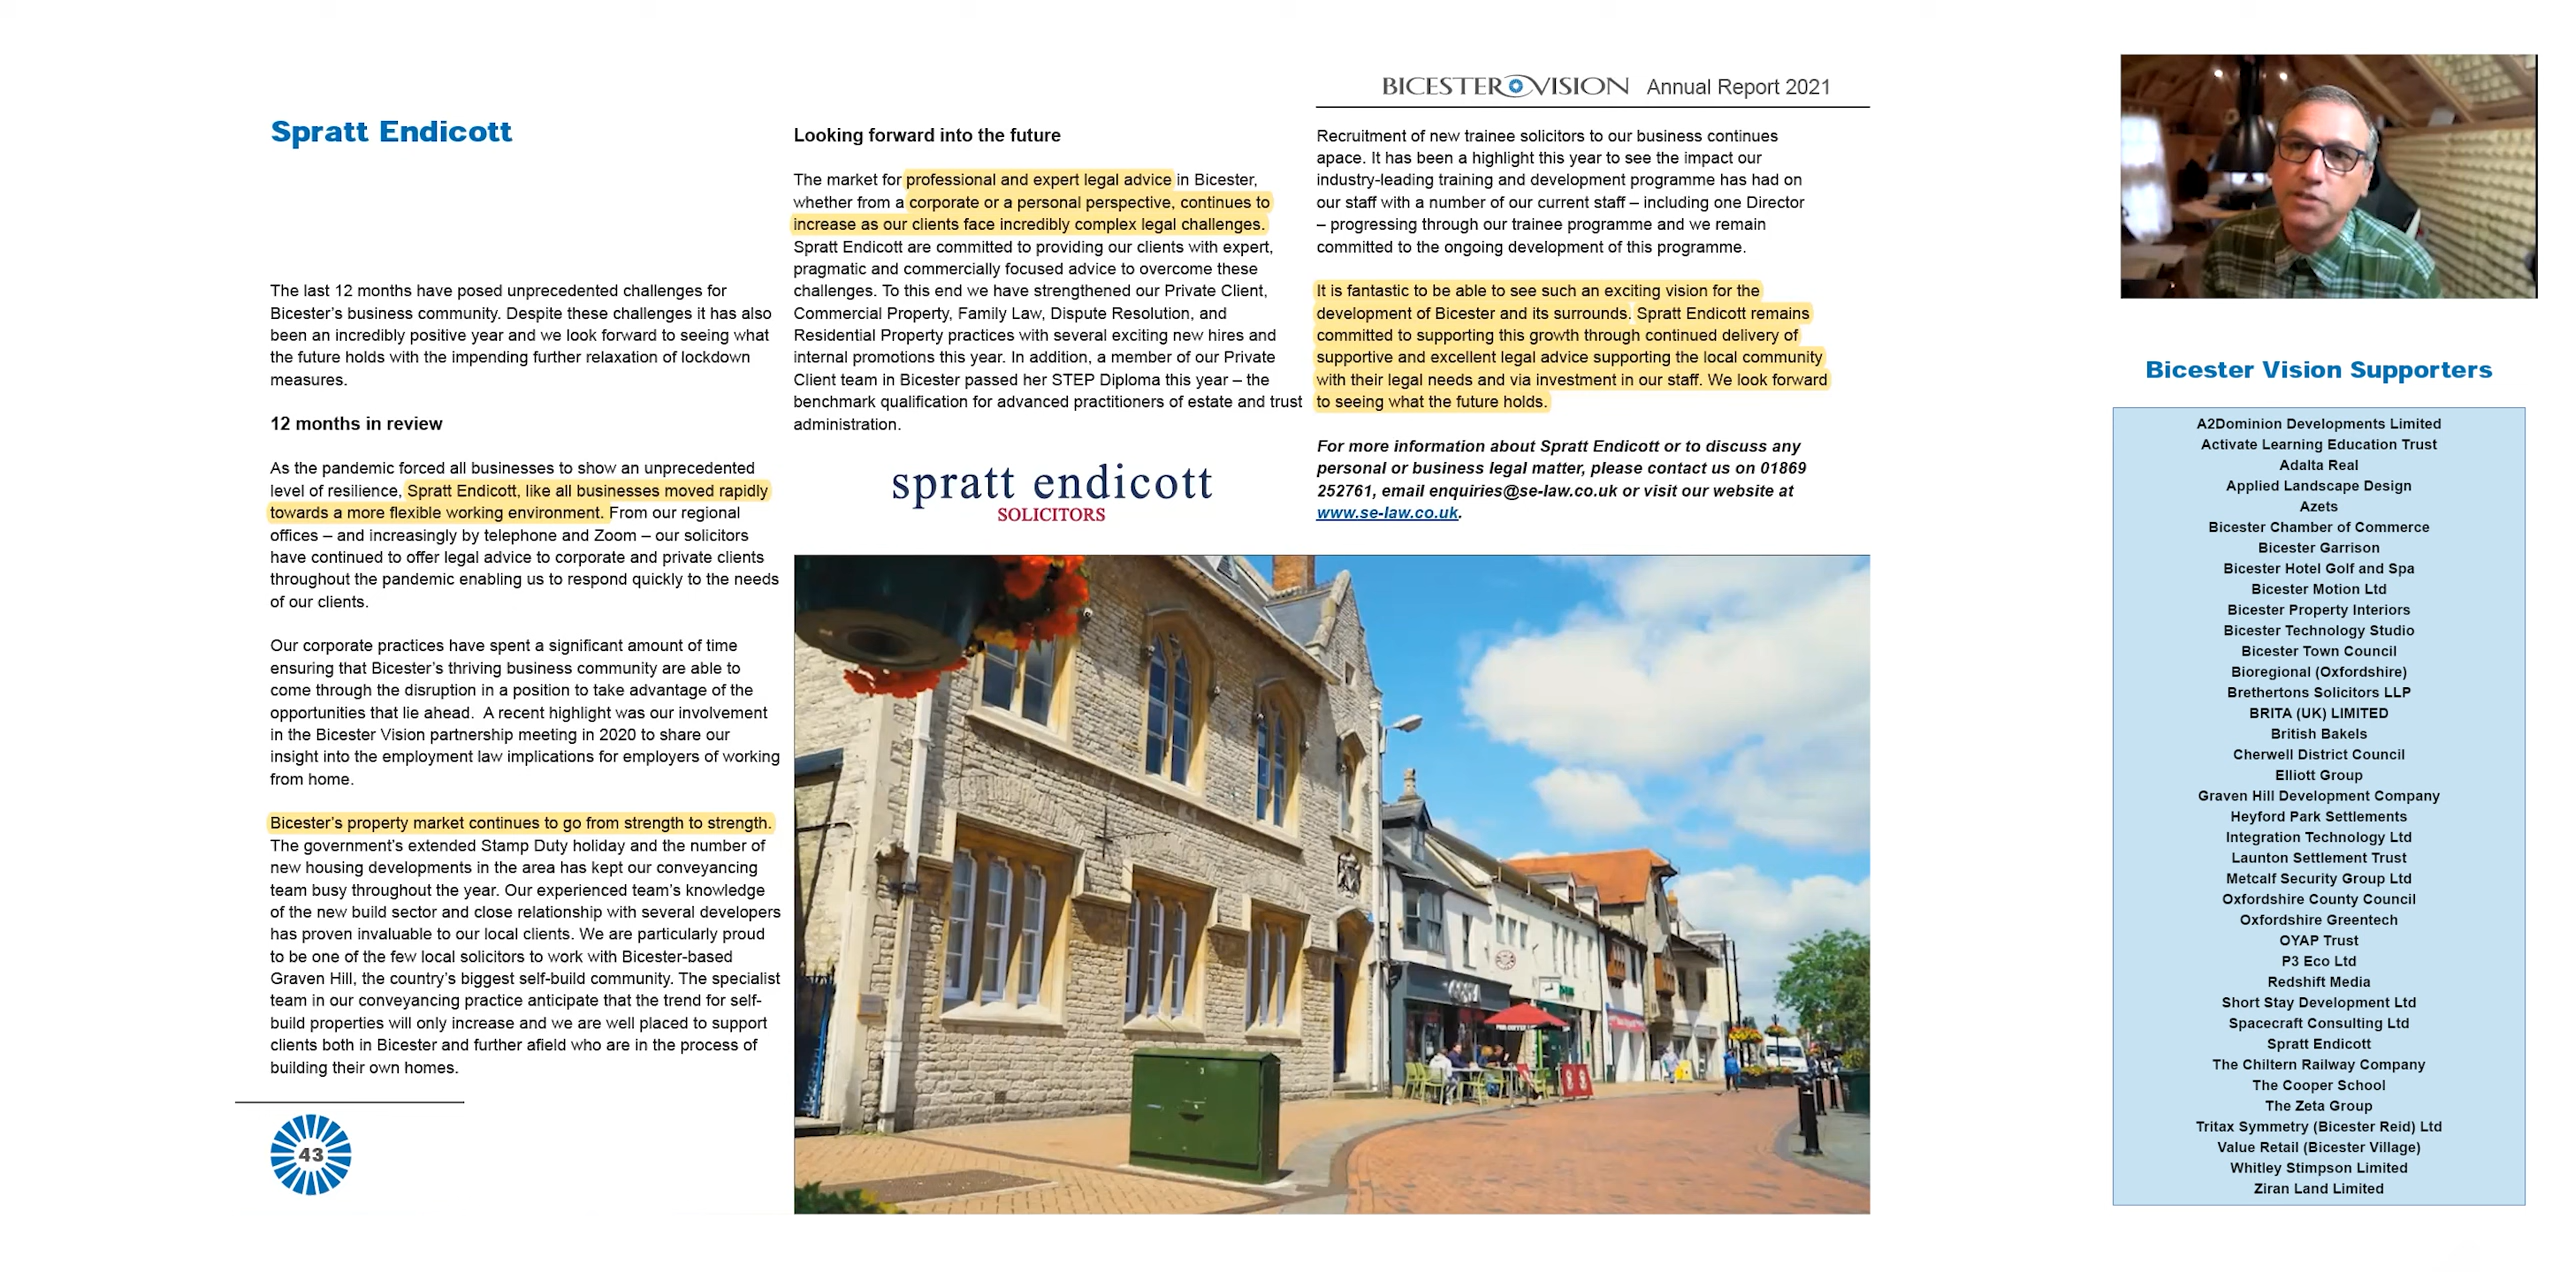 BICESTER VISION Annual Report 2021
Spratt Endicott
The last 12 months have posed unprecedented challenges for
Bicester’s business community. Despite these challenges it has also
been an incredibly positive year and we look forward to seeing what
the future holds with the impending further relaxation of lockdown
measures.
12 months in review
As the pandemic forced all businesses to show an unprecedented
level of resilience, Spratt Endicott, like all businesses moved rapidly
towards a more flexible working environment. From our regional
offices – and increasingly by telephone and Zoom – our solicitors
have continued to offer legal advice to corporate and private clients
throughout the pandemic enabling us to respond quickly to the needs
of our clients.
Our corporate practices have spent a significant amount of time
ensuring that Bicester’s thriving business community are able to
come through the disruption in a position to take advantage of the
opportunities that lie ahead.  A recent highlight was our involvement
in the Bicester Vision partnership meeting in 2020 to share our
insight into the employment law implications for employers of working
from home.
Bicester’s property market continues to go from strength to strength.
The government’s extended Stamp Duty holiday and the number of
new housing developments in the area has kept our conveyancing
team busy throughout the year. Our experienced team’s knowledge
of the new build sector and close relationship with several developers
has proven invaluable to our local clients. We are particularly proud
to be one of the few local solicitors to work with Bicester-based
Graven Hill, the country’s biggest self-build community. The specialist
team in our conveyancing practice anticipate that the trend for self-
build properties will only increase and we are well placed to support
clients both in Bicester and further afield who are in the process of
building their own homes.
43
Looking forward into the future
The market for professional and expert legal advice in Bicester,
whether from a corporate or a personal perspective, continues to
increase as our clients face incredibly complex legal challenges.
Spratt Endicott are committed to providing our clients with expert,
pragmatic and commercially focused advice to overcome these
challenges. To this end we have strengthened our Private Client,
Commercial Property, Family Law, Dispute Resolution, and
Residential Property practices with several exciting new hires and
internal promotions this year. In addition, a member of our Private
Client team in Bicester passed her STEP Diploma this year – the
benchmark qualification for advanced practitioners of estate and trust
administration.
spratt endicott
SOLICITORS
Recruitment of new trainee solicitors to our business continues
apace. It has been a highlight this year to see the impact our
industry-leading training and development programme has had on
our staff with a number of our current staff – including one Director
– progressing through our trainee programme and we remain
committed to the ongoing development of this programme.
It is fantastic to be able to see such an exciting vision for the
development of Bicester and its surrounds. Spratt Endicott remains
committed to supporting this growth through continued delivery of
supportive and excellent legal advice supporting the local community
with their legal needs and via investment in our staff. We look forward
to seeing what the future holds.
For more information about Spratt Endicott or to discuss any
personal or business legal matter, please contact us on 01869
252761, email enquiries@se-law.co.uk or visit our website at
www.se-law.co.uk.
COSTA
Bicester Vision Supporters
A2Dominion Developments Limited
Activate Learning Education Trust
Adalta Real
Applied Landscape Design
Azets
Bicester Chamber of Commerce
Bicester Garrison
Bicester Hotel Golf and Spa
Bicester Motion Ltd
Bicester Property Interiors
Bicester Technology Studio
Bicester Town Council
Bioregional (Oxfordshire)
Brethertons Solicitors LLP
BRITA (UK) LIMITED
British Bakels
Cherwell District Council
Elliott Group
Graven Hill Development Company
Heyford Park Settlements
Integration Technology Ltd
Launton Settlement Trust
Metcalf Security Group Ltd
Oxfordshire County Council
Oxfordshire Greentech
OYAP Trust
P3 Eco Ltd
Redshift Media
Short Stay Development Ltd
Spacecraft Consulting Ltd
Spratt Endicott
The Chiltern Railway Company
The Cooper School
The Zeta Group
Tritax Symmetry (Bicester Reid) Ltd
Value Retail (Bicester Village)
Whitley Stimpson Limited
Ziran Land Limited